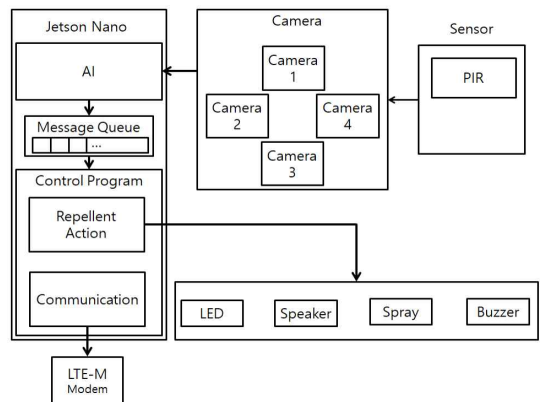 Jetson Nano
AI
Message Queue
...
Control Program
Repellent
Action
Communication
LTE-M
Modem
Camera
Camera
1
Camera
2
Camera
4
Camera
3
Sensor
PIR
LED
Speaker
Spray
Buzzer